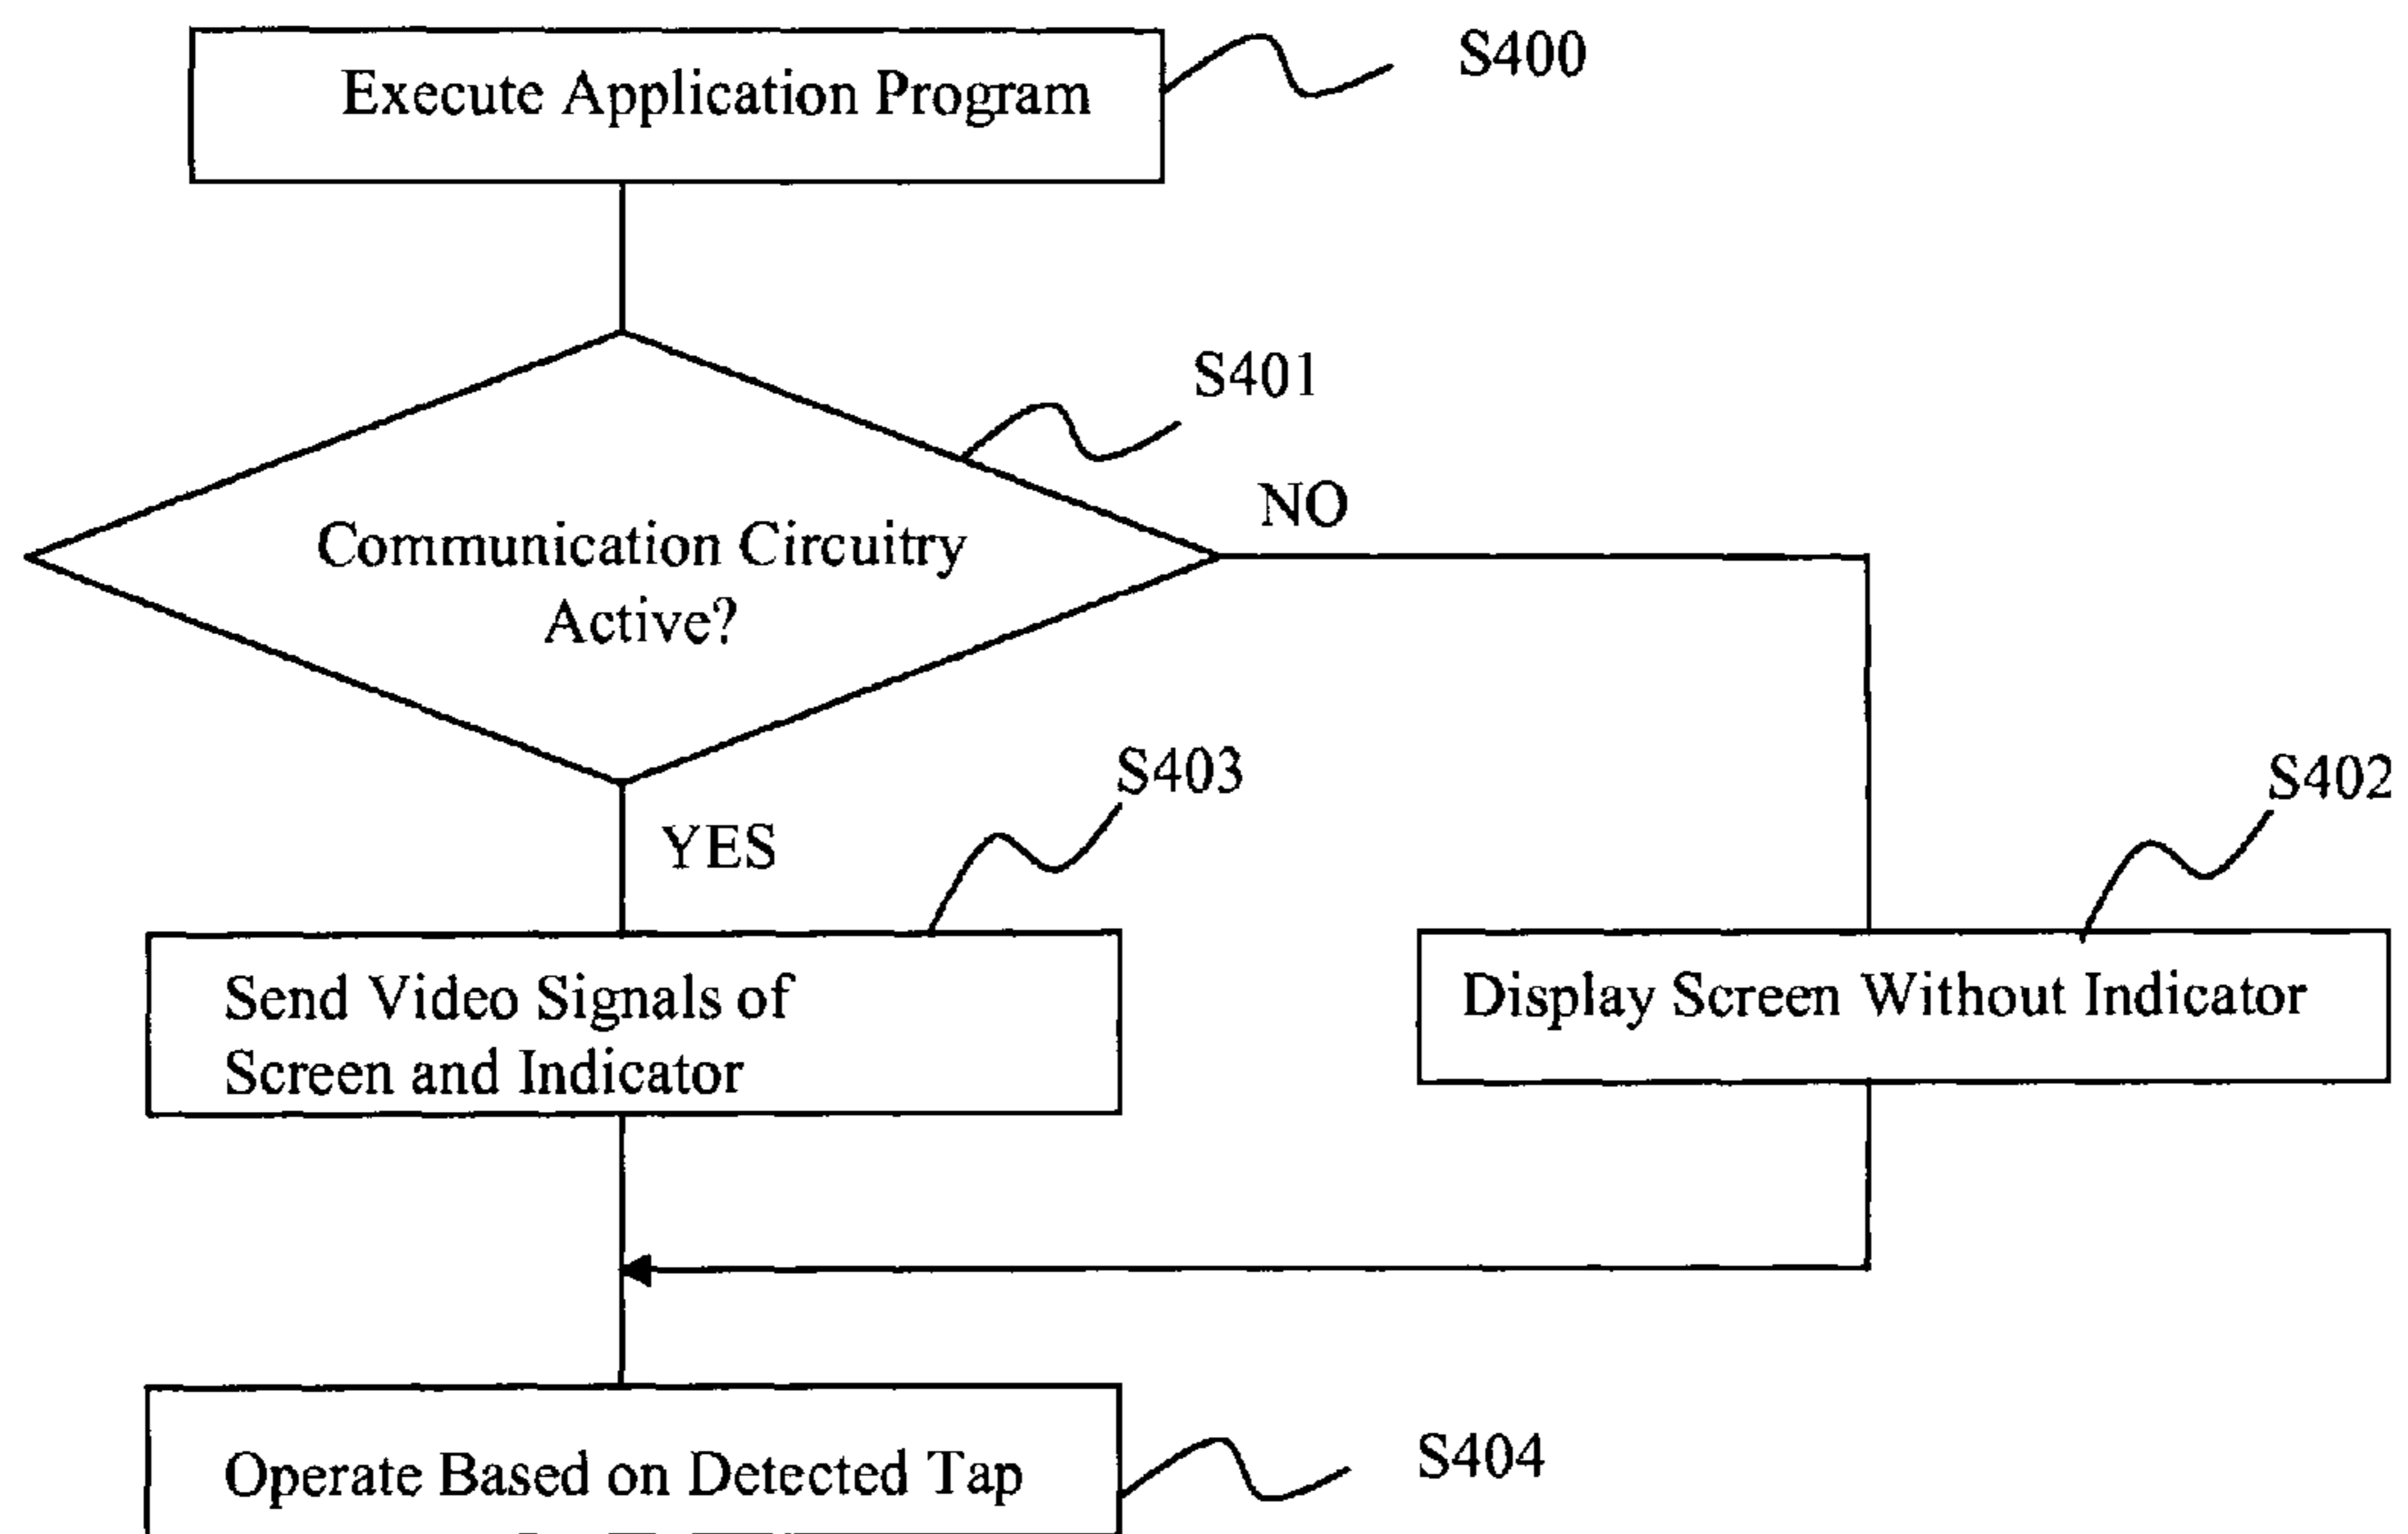 Execute Application Program
S400
S401
Communication Circuitry
Active?
NO
YES
S403
S402
Send Video Signals of
Screen and Indicator
Display Screen Without Indicator
Operate Based on Detected Tap
S404